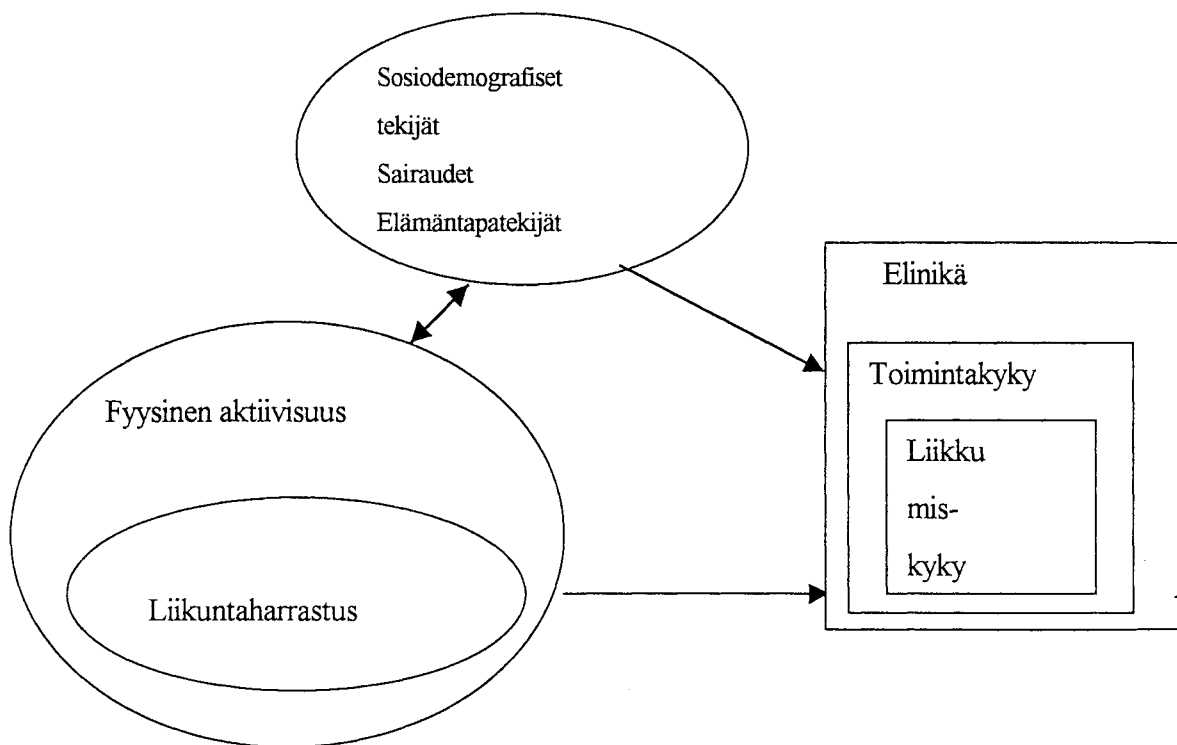 Sosiodemografiset
tekijät
Sairaudet
Elämäntapatekijät
Elinikä
Toimintakyky
Liikku
mis-
kyky
Fyysinen aktiivisuus
Liikuntaharrastus